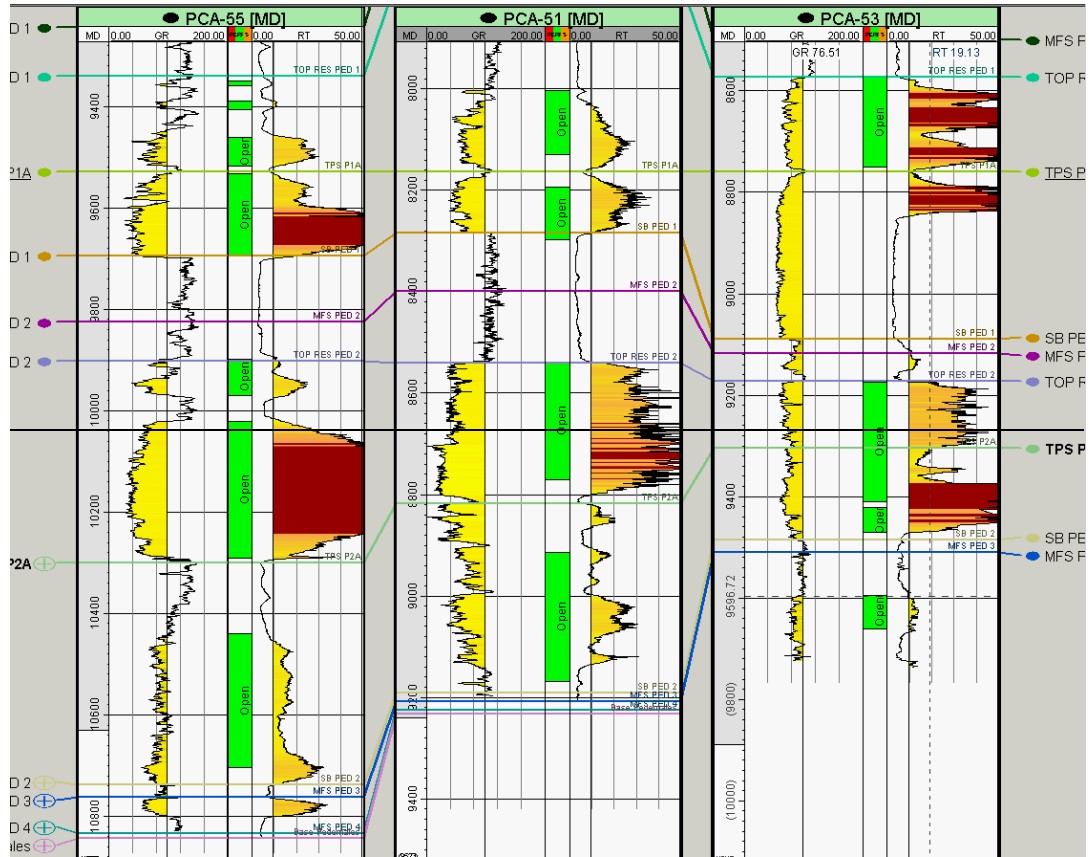 PCA-55 [MD]
PCA-51 [MD]
PCA-53 [MD]
MD 0.00 GR 200.00 0.00 RT 50.00
MD 0.00 GR 200.00 0.00 RT 50.00
MD 0.00 GR 200.00 0.00 RT 50.00
GR 76.51
RT 19.13
D 1
MFS F
D 1
TOP RES PED 1
TOP RES PED 1
TOP R
P1A
TPS P1A
TPS P1A
TPS P1A
TPS P
D 1
SB PED 1
SB PED 1
SB PED 1
SB PE
D 2
MFS PED 2
MFS PED 2
MFS PED 2
MFS F
D 2
TOP RES PED 2
TOP RES PED 2
TOP RES PED 2
TOP R
P2A
TPS P2A
TPS P2A
TPS P
D 2
SB PED 2
SB PED 2
SB PED 2
SB PE
D 3
MFS PED 3
MFS PED 3
MFS PED 3
MFS F
D 4
MFS PED 4
MFS PED 4
ales
Base Pedernales
Base Pedernales
9400
9600
9800
10000
10200
10400
10600
10800
8000
8200
8400
8600
8800
9000
9200
9400
8600
8800
9000
9200
9400
9596.72
(9800)
(10000)
Open
Open
Open
Open
Open
Open
Open
Open
Open
Open
Open
Open
Open
Open